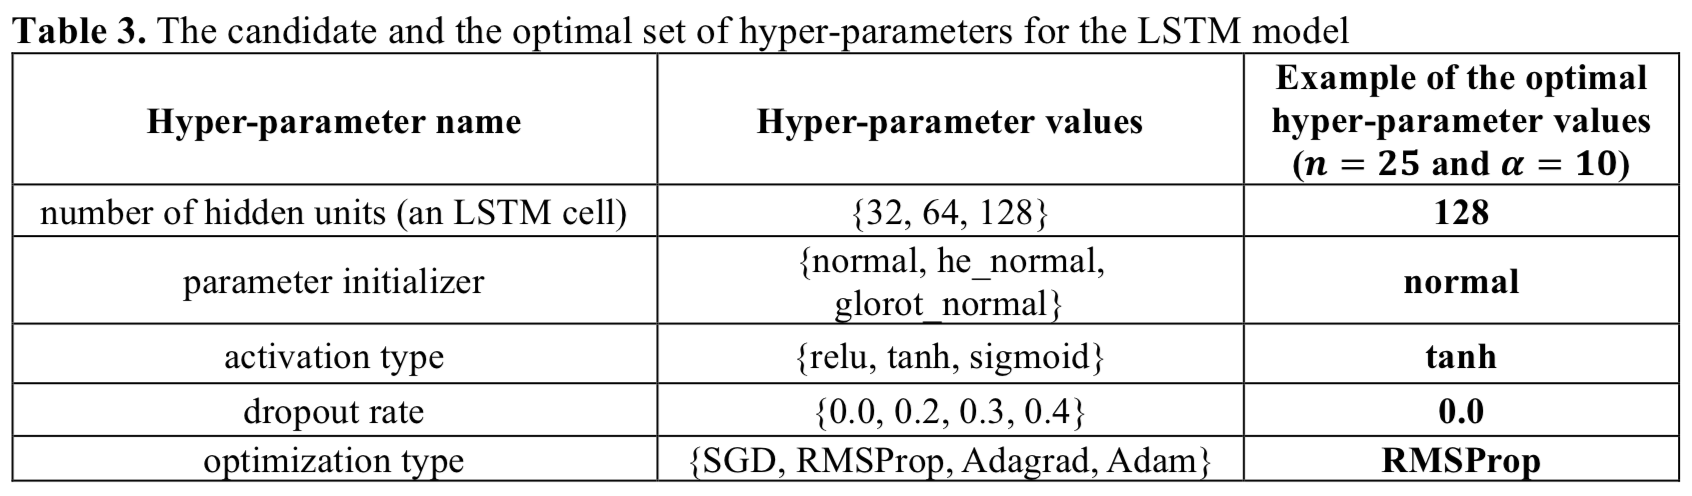 Table 3. The candidate and the optimal set of hyper-parameters for the LSTM model
Hyper-parameter name
Hyper-parameter values
Example of the optimal
hyper-parameter values
(n = 25 and α = 10)
number of hidden units (an LSTM cell)
{32, 64, 128}
128
parameter initializer
{normal, he_normal,
glorot_normal}
normal
activation type
{relu, tanh, sigmoid}
tanh
dropout rate
{0.0, 0.2, 0.3, 0.4}
0.0
optimization type
{SGD, RMSProp, Adagrad, Adam}
RMSProp